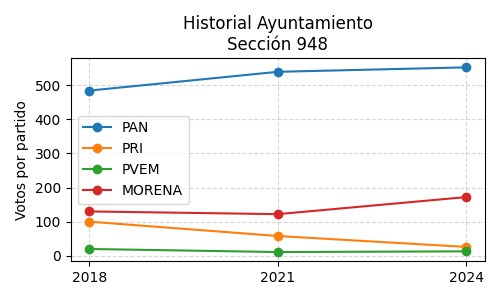 Historial Ayuntamiento
Sección 948
Votos por partido
500
400
300
200
100
0
PAN
PRI
PVEM
MORENA
2018 2021 2024